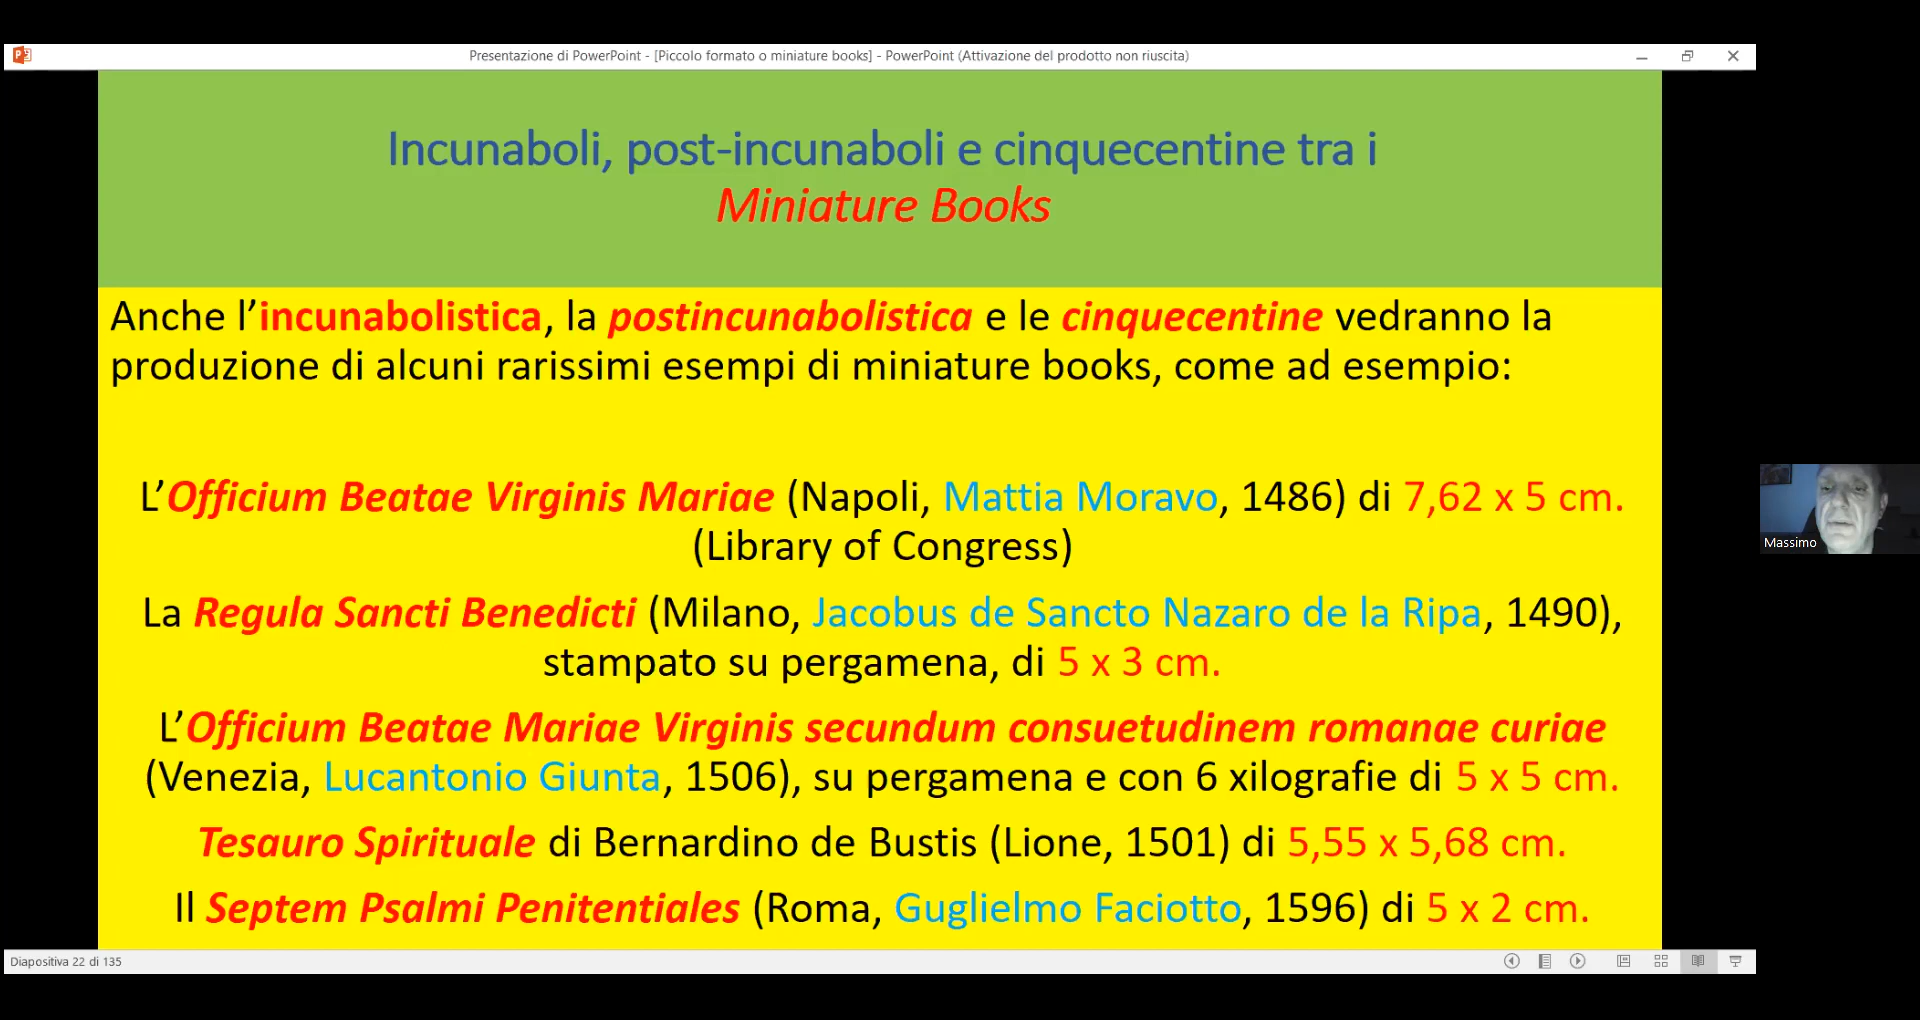 Presentazione di PowerPoint - [Piccolo formato o miniature books] - PowerPoint (Attivazione del prodotto non riuscita)
Incunaboli, post-incunaboli e cinquecentine tra i
Miniature Books
Anche l’incunabolistica, la postincunabolistica e le cinquecentine vedranno la
produzione di alcuni rarissimi esempi di miniature books, come ad esempio:
L’Officium Beatae Virginis Mariae (Napoli, Mattia Moravo, 1486) di 7,62 x 5 cm.
(Library of Congress)
La Regula Sancti Benedicti (Milano, Jacobus de Sancto Nazaro de la Ripa, 1490),
stampato su pergamena, di 5 x 3 cm.
L’Officium Beatae Mariae Virginis secundum consuetudinem romanae curiae
(Venezia, Lucantonio Giunta, 1506), su pergamena e con 6 xilografie di 5 x 5 cm.
Tesauro Spirituale di Bernardino de Bustis (Lione, 1501) di 5,55 x 5,68 cm.
Il Septem Psalmi Penitentiales (Roma, Guglielmo Faciotto, 1596) di 5 x 2 cm.
Massimo
Diapositiva 22 di 135